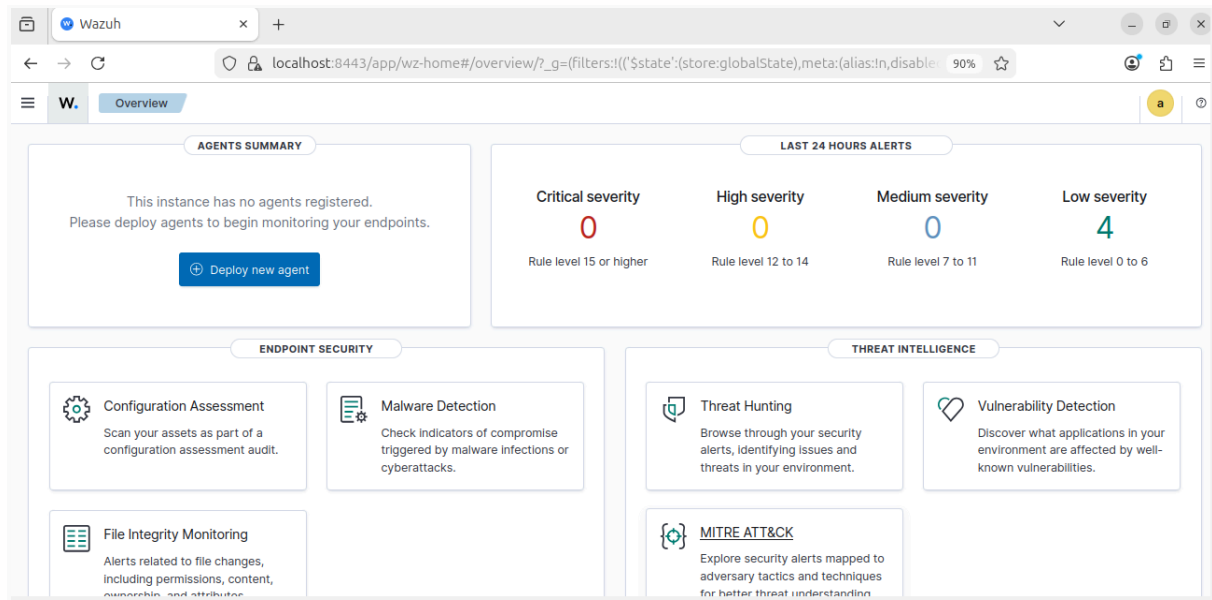 Wazuh
localhost:8443/app/wz-home#/overview/?_g=(filters:!(('$state':(store:globalState),meta:(alias:!n,disable
90%
W.
Overview
a
AGENTS SUMMARY
This instance has no agents registered.
Please deploy agents to begin monitoring your endpoints.
Deploy new agent
LAST 24 HOURS ALERTS
Critical severity
0
Rule level 15 or higher
High severity
0
Rule level 12 to 14
Medium severity
0
Rule level 7 to 11
Low severity
4
Rule level 0 to 6
ENDPOINT SECURITY
Configuration Assessment
Scan your assets as part of a
configuration assessment audit.
Malware Detection
Check indicators of compromise
triggered by malware infections or
cyberattacks.
File Integrity Monitoring
Alerts related to file changes,
including permissions, content,
ownership, and attributes
THREAT INTELLIGENCE
Threat Hunting
Browse through your security
alerts, identifying issues and
threats in your environment.
Vulnerability Detection
Discover what applications in your
environment are affected by well-
known vulnerabilities.
MITRE ATT&CK
Explore security alerts mapped to
adversary tactics and techniques
for better threat understanding